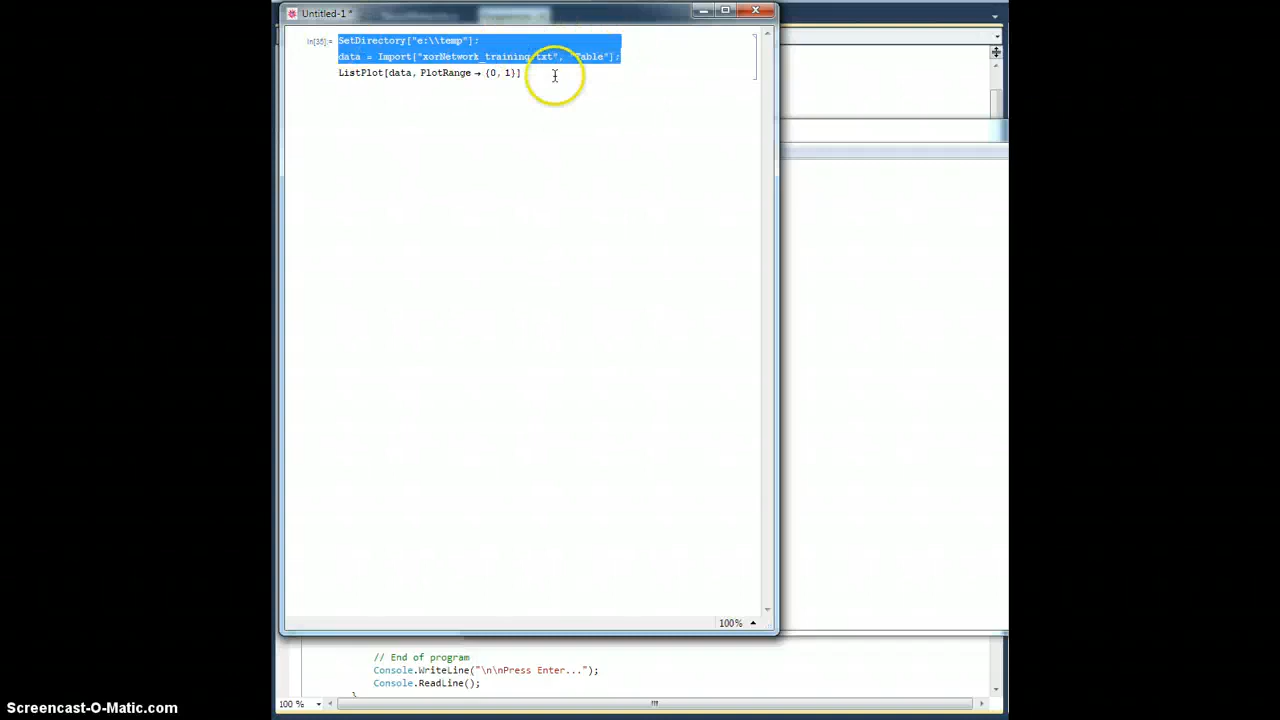 Untitled-1 *
In[35]:= SetDirectory["e:\\temp"];
data = Import["xorNetwork_training.txt", "Table"];
ListPlot[data, PlotRange → {0, 1}]
100%
// End of program
Console.WriteLine("\n\nPress Enter...");
Console.ReadLine();
}
100 %
Screencast-O-Matic.com